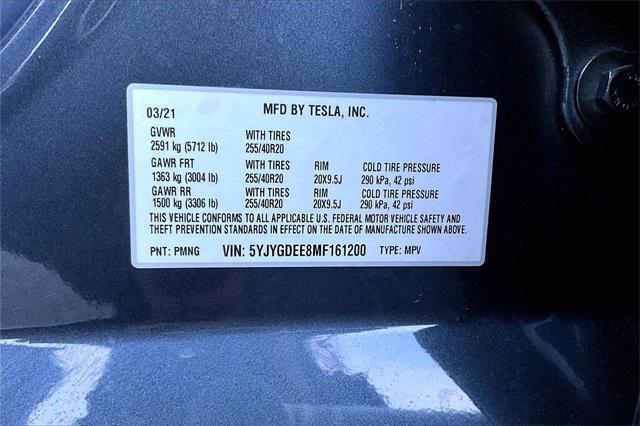 03/21 MFD BY TESLA, INC.
GVWR WITH TIRES
2591 kg (5712 lb) 255/40R20
GAWR FRT WITH TIRES RIM COLD TIRE PRESSURE
1363 kg (3004 lb) 255/40R20 20X9.5J 290 kPa, 42 psi
GAWR RR WITH TIRES RIM COLD TIRE PRESSURE
1500 kg (3306 lb) 255/40R20 20X9.5J 290 kPa, 42 psi
THIS VEHICLE CONFORMS TO ALL APPLICABLE U.S. FEDERAL MOTOR VEHICLE SAFETY AND
THEFT PREVENTION STANDARDS IN EFFECT ON THE DATE OF MANUFACTURE SHOWN ABOVE.
PNT: PMNG VIN: 5YJYGDEE8MF161200 TYPE: MPV